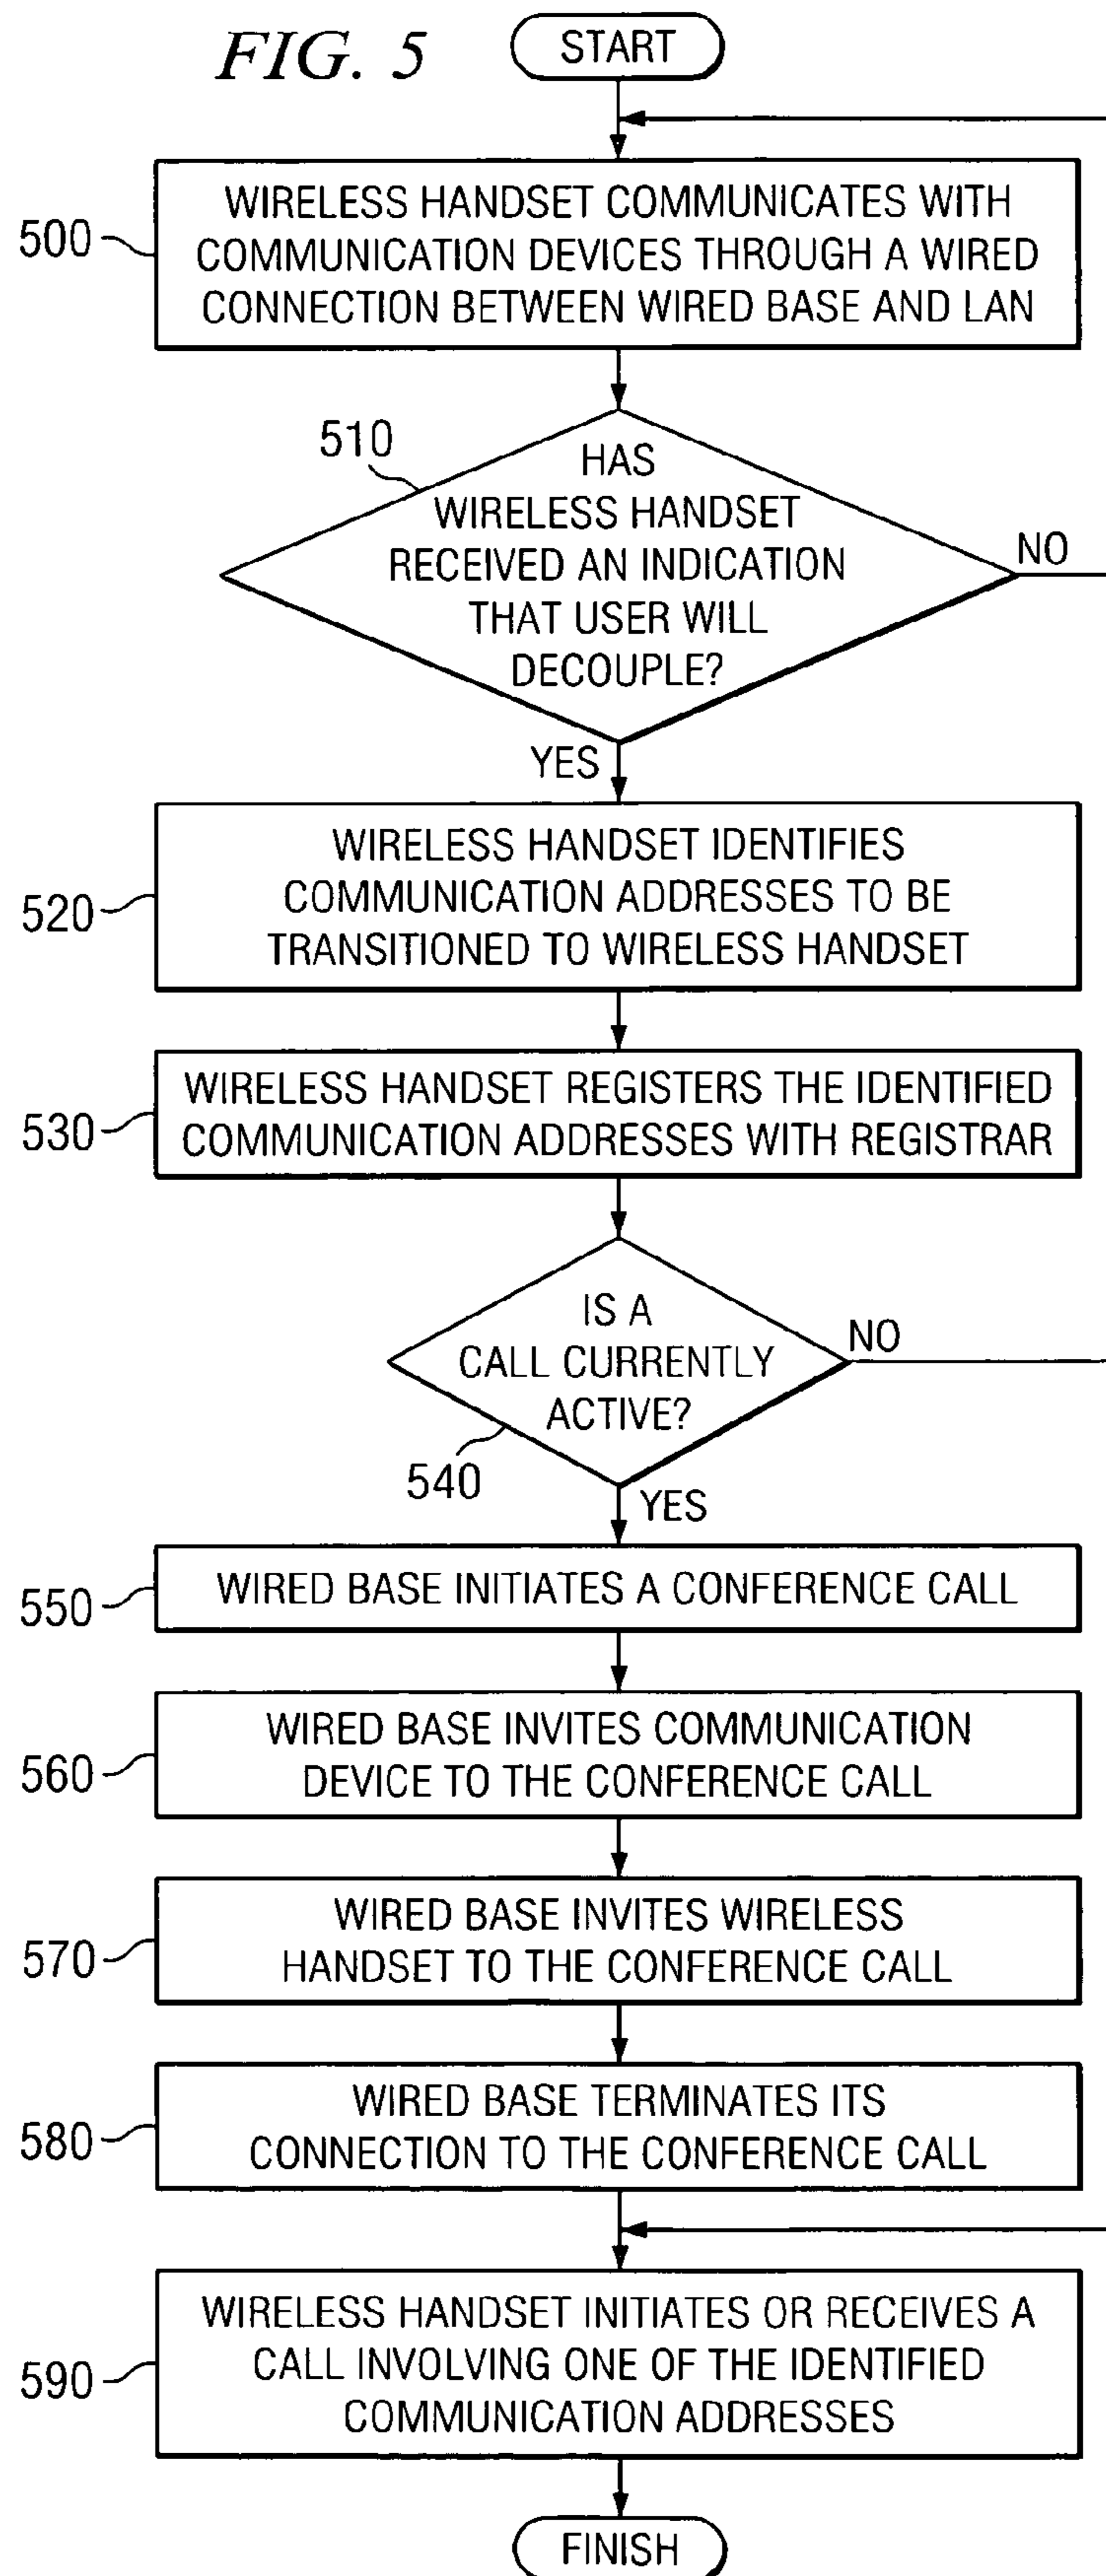 FIG. 5
START
500
WIRELESS HANDSET COMMUNICATES WITH
COMMUNICATION DEVICES THROUGH A WIRED
CONNECTION BETWEEN WIRED BASE AND LAN
510
HAS
WIRELESS HANDSET
RECEIVED AN INDICATION
THAT USER WILL
DECOUPLE?
NO
YES
520
WIRELESS HANDSET IDENTIFIES
COMMUNICATION ADDRESSES TO BE
TRANSITIONED TO WIRELESS HANDSET
530
WIRELESS HANDSET REGISTERS THE IDENTIFIED
COMMUNICATION ADDRESSES WITH REGISTRAR
IS A
CALL CURRENTLY
ACTIVE?
NO
540
YES
550
WIRED BASE INITIATES A CONFERENCE CALL
560
WIRED BASE INVITES COMMUNICATION
DEVICE TO THE CONFERENCE CALL
570
WIRED BASE INVITES WIRELESS
HANDSET TO THE CONFERENCE CALL
580
WIRED BASE TERMINATES ITS
CONNECTION TO THE CONFERENCE CALL
590
WIRELESS HANDSET INITIATES OR RECEIVES A
CALL INVOLVING ONE OF THE IDENTIFIED
COMMUNICATION ADDRESSES
FINISH